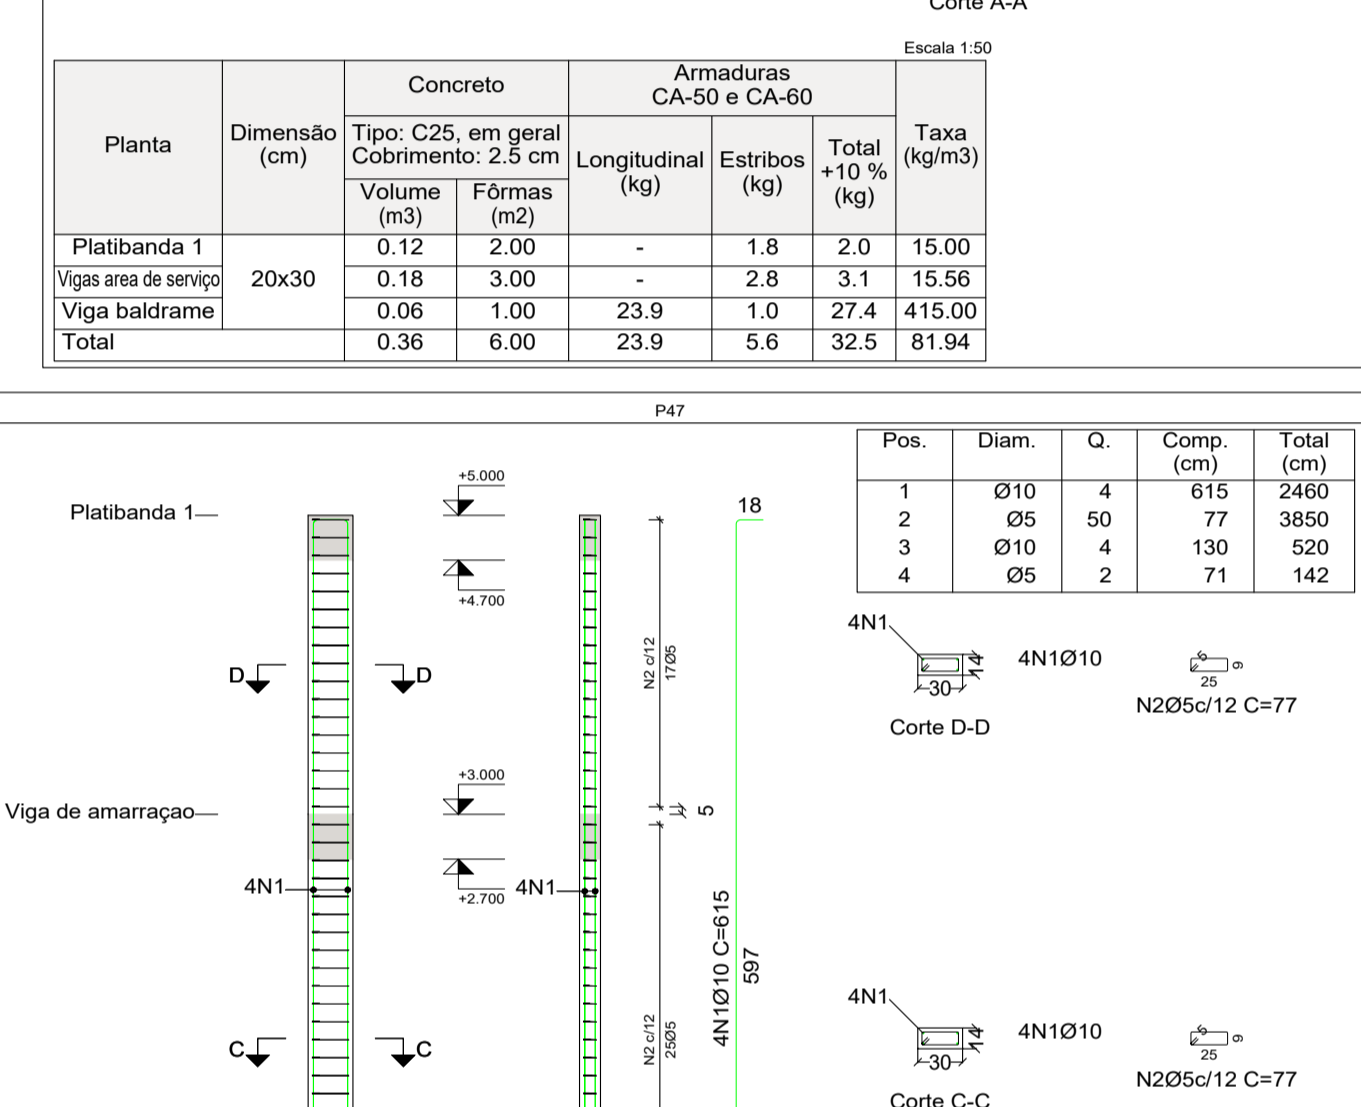 Corte A-A
Escala 1:50
Planta
Dimensão
(cm)
Concreto
Armaduras
CA-50 e CA-60
Taxa
(kg/m3)
Tipo: C25, em geral
Cobrimento: 2.5 cm
Longitudinal
(kg)
Estribos
(kg)
Total
+10 %
(kg)
Volume
(m3)
Fôrmas
(m2)
Platibanda 1 20x30 0.12 2.00 - 1.8 2.0 15.00
Vigas area de serviço 0.18 3.00 - 2.8 3.1 15.56
Viga baldrame 0.06 1.00 23.9 1.0 27.4 415.00
Total 0.36 6.00 23.9 5.6 32.5 81.94
P47
Pos. Diam. Q. Comp. (cm) Total (cm)
1 Ø10 4 615 2460
2 Ø5 50 77 3850
3 Ø10 4 130 520
4 Ø5 2 71 142
Platibanda 1
+5.000
+4.700
18
N2 c/12
17Ø5
D D
4N1
14
30
4N1Ø10
5
9
25
N2Ø5c/12 C=77
Corte D-D
Viga de amarraçao
+3.000
+2.700
5
4N1
4N1
4N1Ø10 C=615
597
N2 c/12
25Ø5
C C
4N1
14
30
4N1Ø10
5
9
25
N2Ø5c/12 C=77
Corte C-C